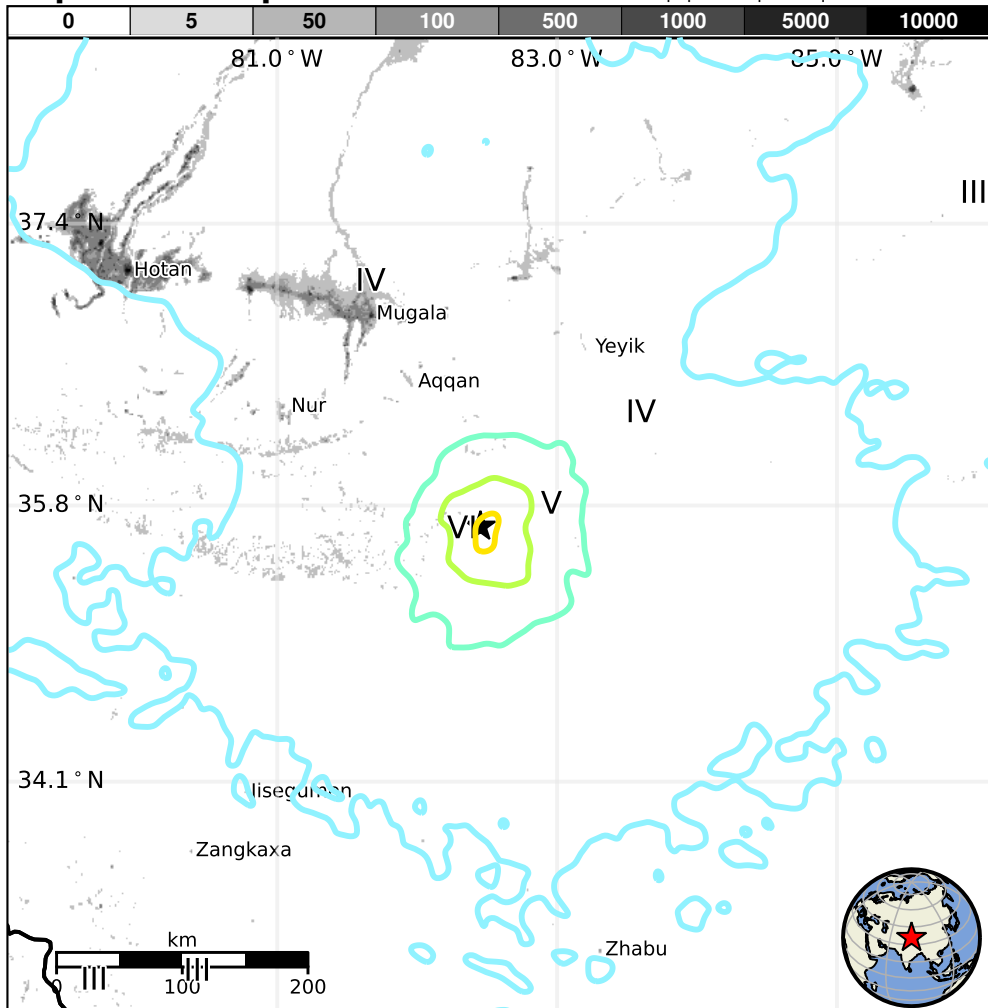 0 5 50 100 500 1000 5000 10000
81.0°W 83.0°W 85.0°W
III
37.4°N
Hotan
IV
Mugala
Yeyik
Aqqan
Nur
IV
35.8°N
V
VI
34.1°N
Zangkaxa
Zhabu
km
III
III
0 100 200